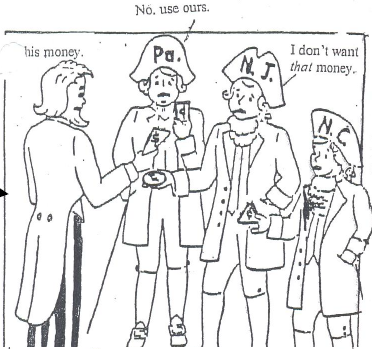 No, use ours.
his money.
I don't want
that money.
Pa.
N.J.
N.C